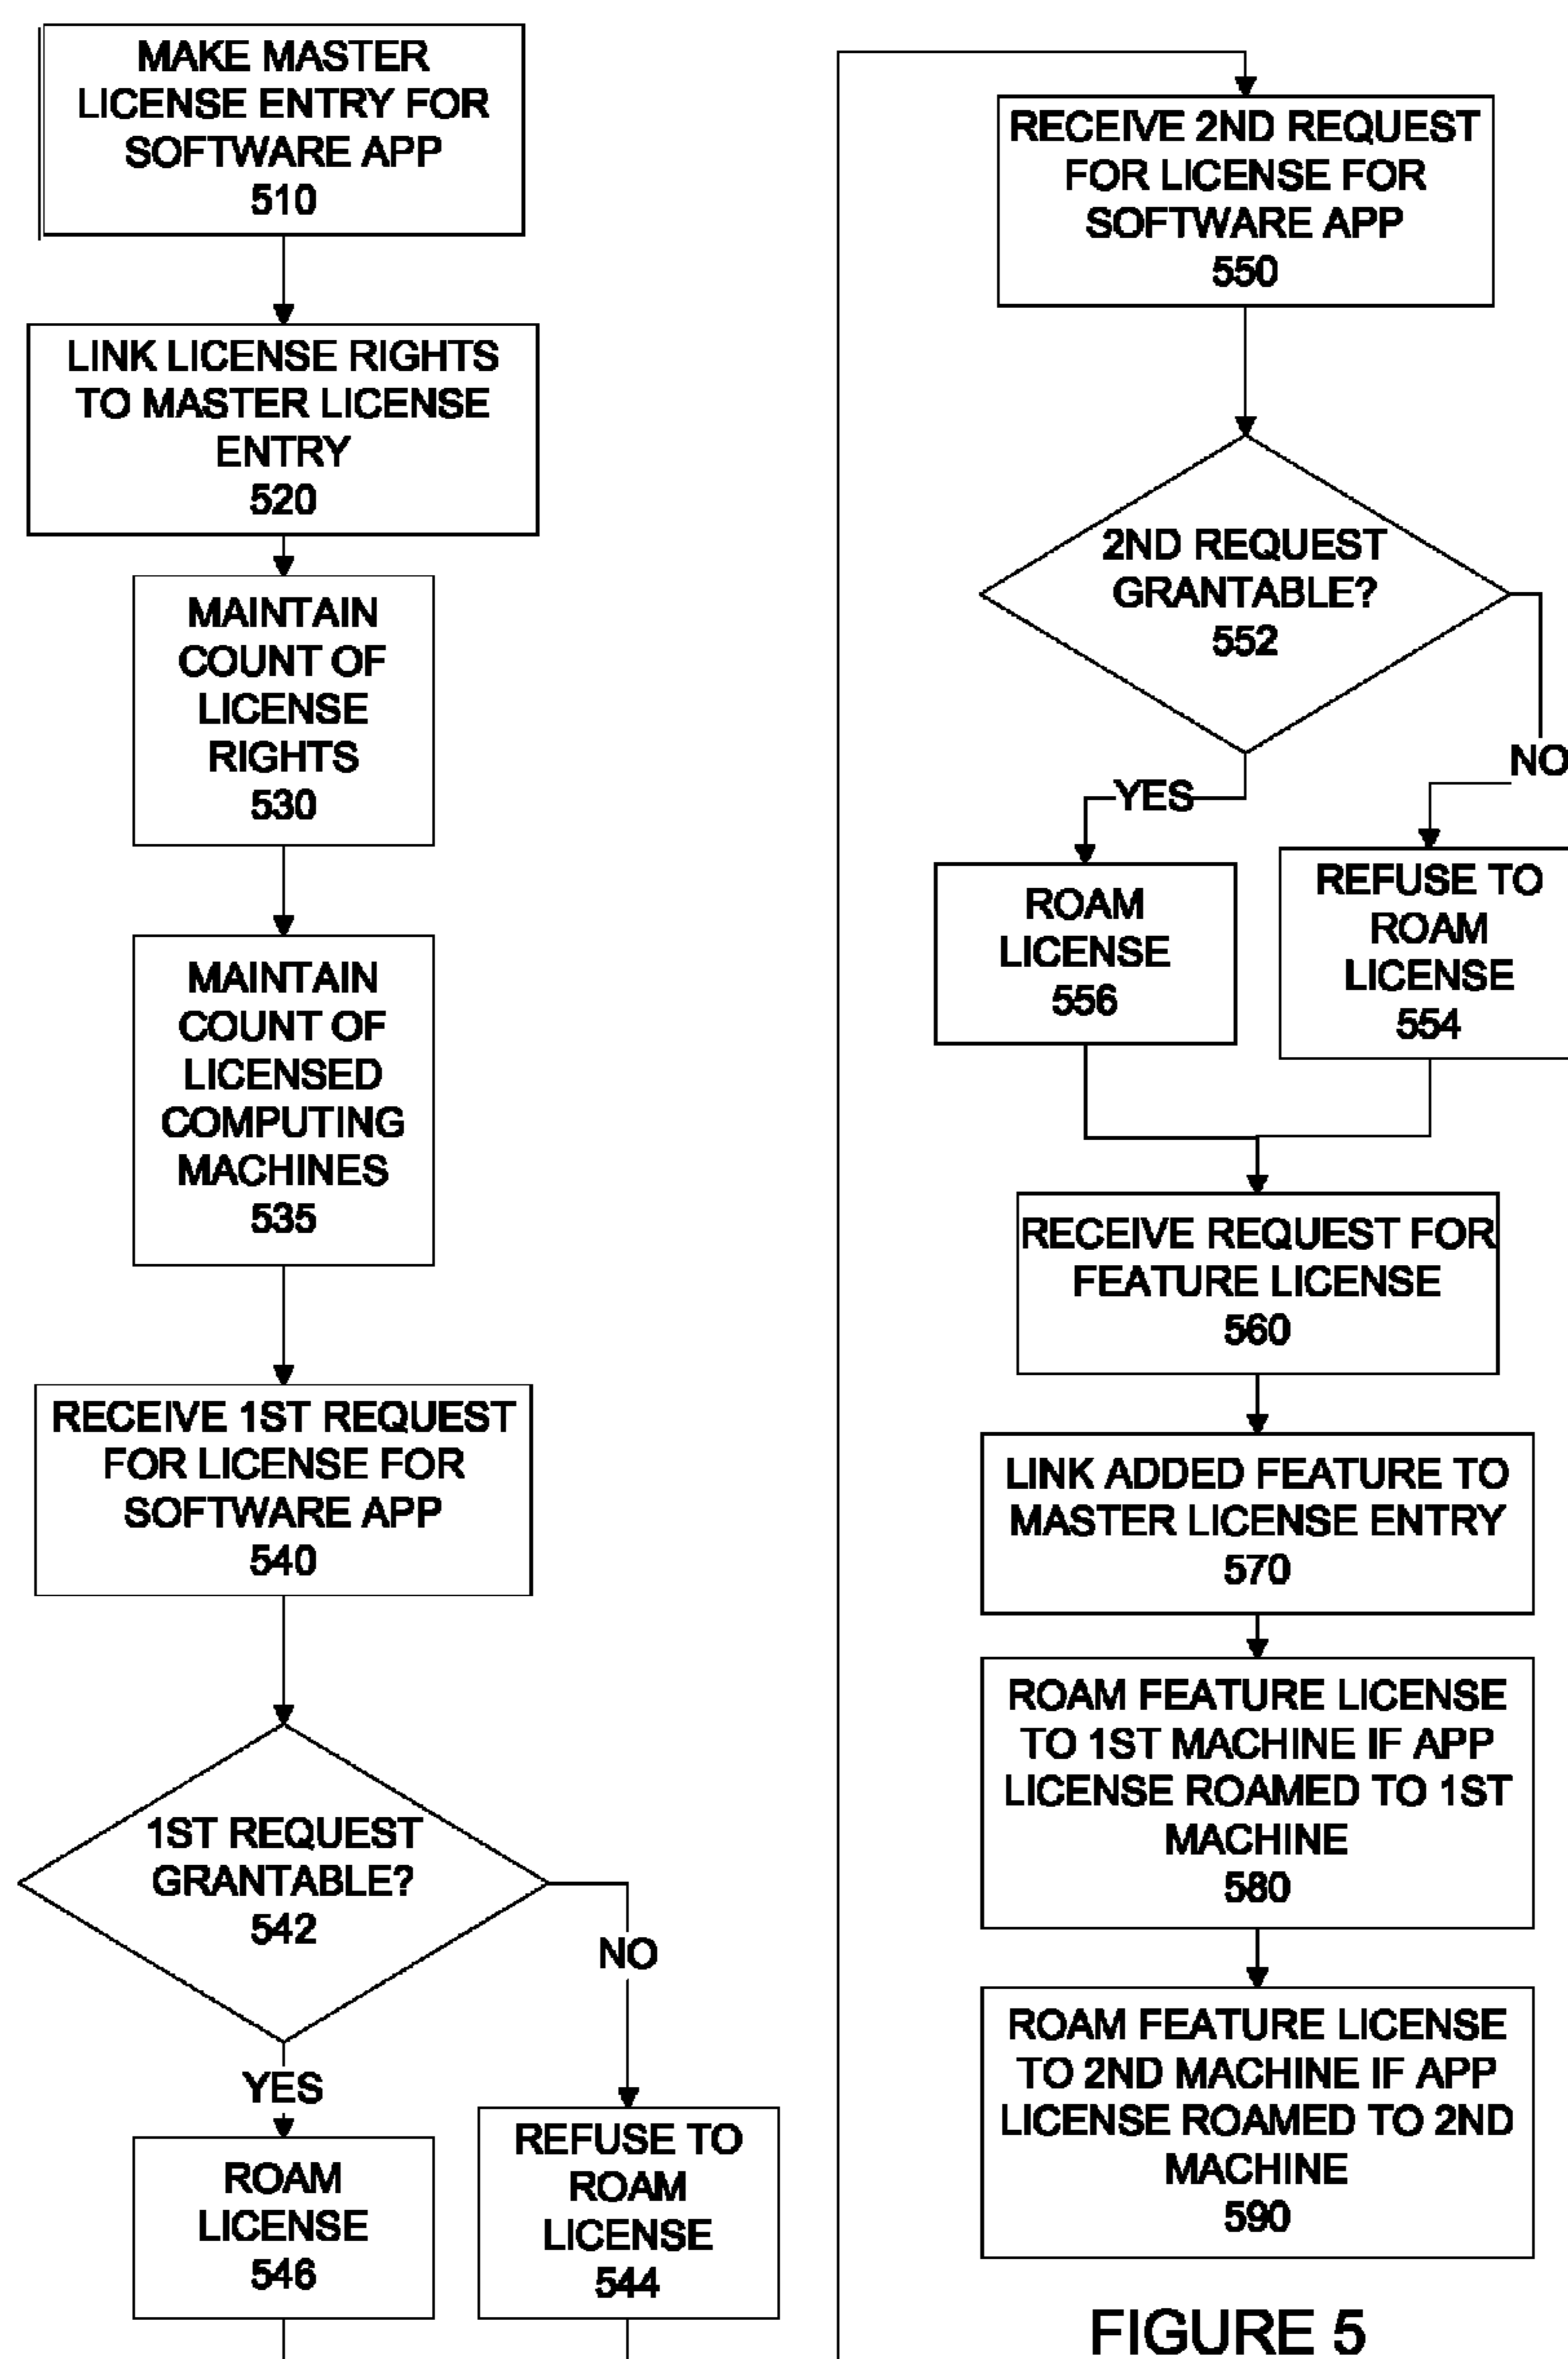 MAKE MASTER
LICENSE ENTRY FOR
SOFTWARE APP
510
LINK LICENSE RIGHTS
TO MASTER LICENSE
ENTRY
520
MAINTAIN
COUNT OF
LICENSE
RIGHTS
530
MAINTAIN
COUNT OF
LICENSED
COMPUTING
MACHINES
535
RECEIVE 1ST REQUEST
FOR LICENSE FOR
SOFTWARE APP
540
1ST REQUEST
GRANTABLE?
542
NO
YES
ROAM
LICENSE
546
REFUSE TO
ROAM
LICENSE
544
RECEIVE 2ND REQUEST
FOR LICENSE FOR
SOFTWARE APP
550
2ND REQUEST
GRANTABLE?
552
NO
YES
ROAM
LICENSE
556
REFUSE TO
ROAM
LICENSE
554
RECEIVE REQUEST FOR
FEATURE LICENSE
560
LINK ADDED FEATURE TO
MASTER LICENSE ENTRY
570
ROAM FEATURE LICENSE
TO 1ST MACHINE IF APP
LICENSE ROAMED TO 1ST
MACHINE
580
ROAM FEATURE LICENSE
TO 2ND MACHINE IF APP
LICENSE ROAMED TO 2ND
MACHINE
590
FIGURE 5